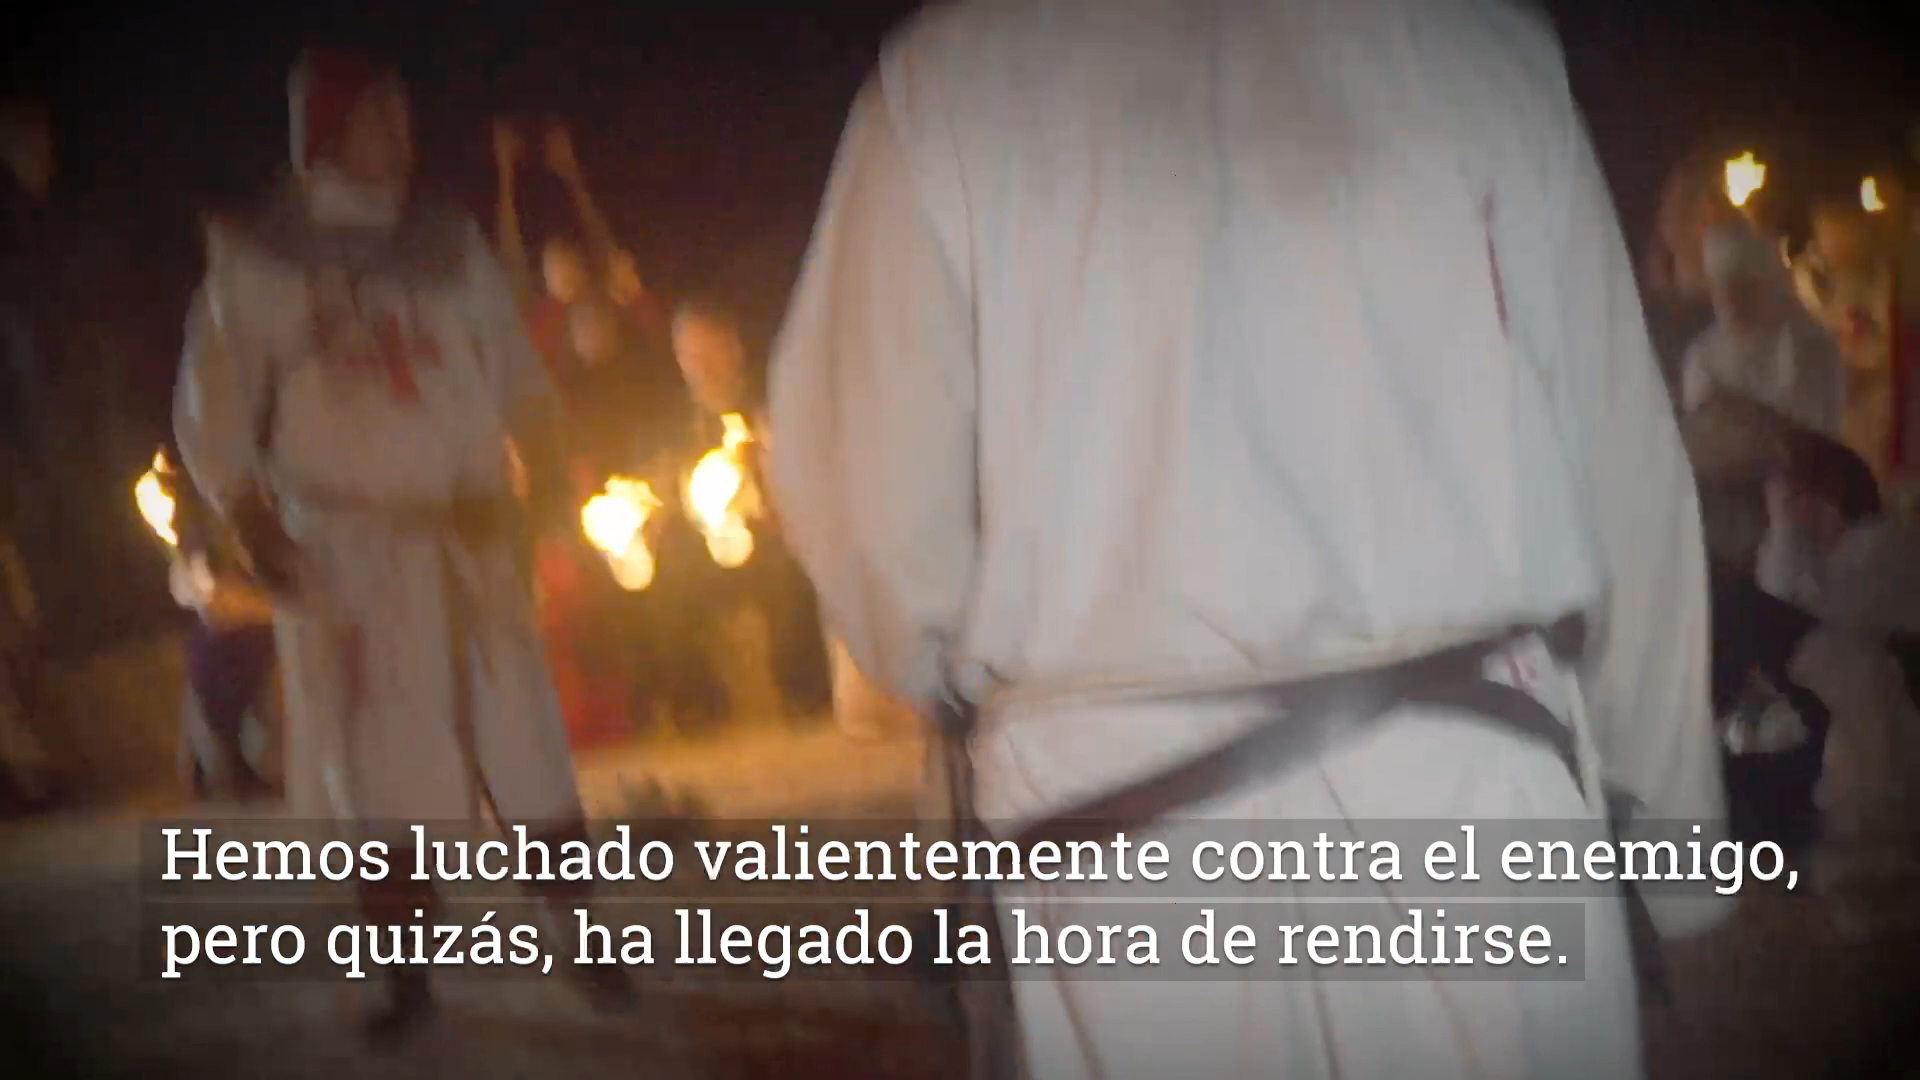 Hemos luchado valientemente contra el enemigo,
pero quizás, ha llegado la hora de rendirse.